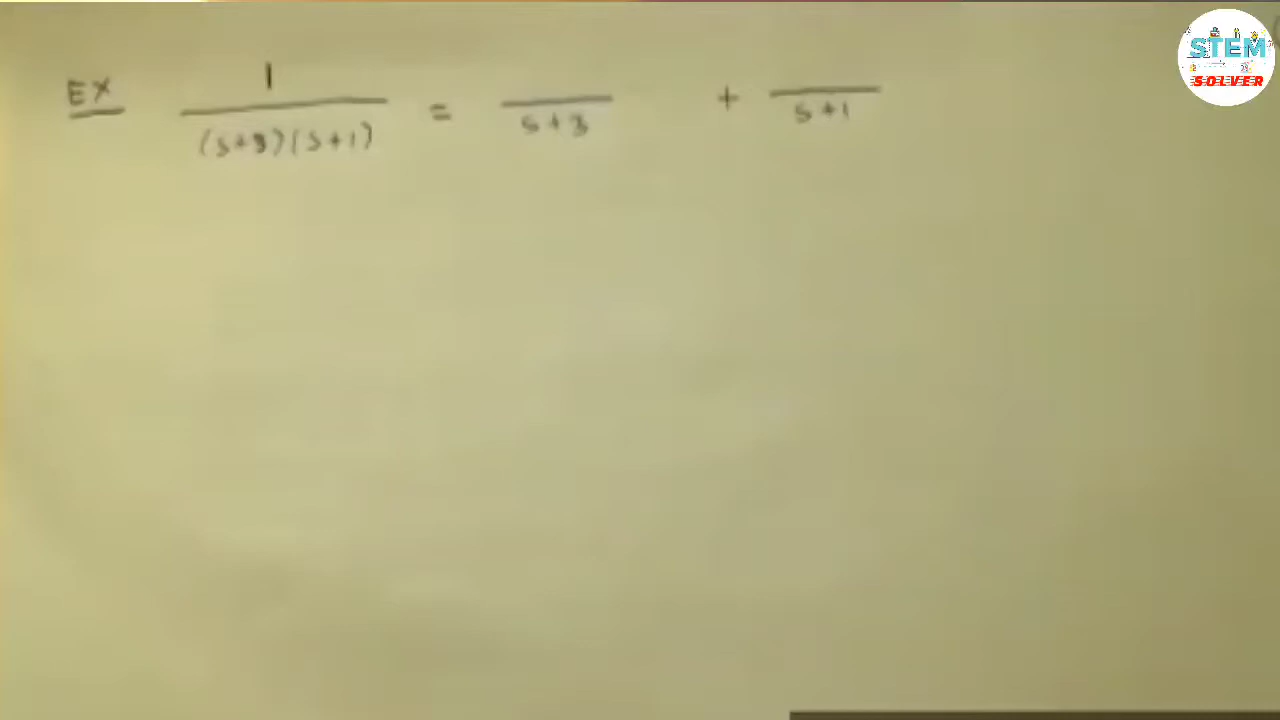 STEM
SOLVER
EX 1/((s+3)(s+1)) = /(s+3) + /(s+1)